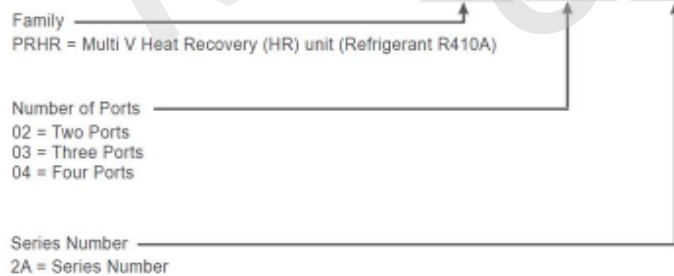 Family
PRHR = Multi V Heat Recovery (HR) unit (Refrigerant R410A)
Number of Ports
02 = Two Ports
03 = Three Ports
04 = Four Ports
Series Number
2A = Series Number